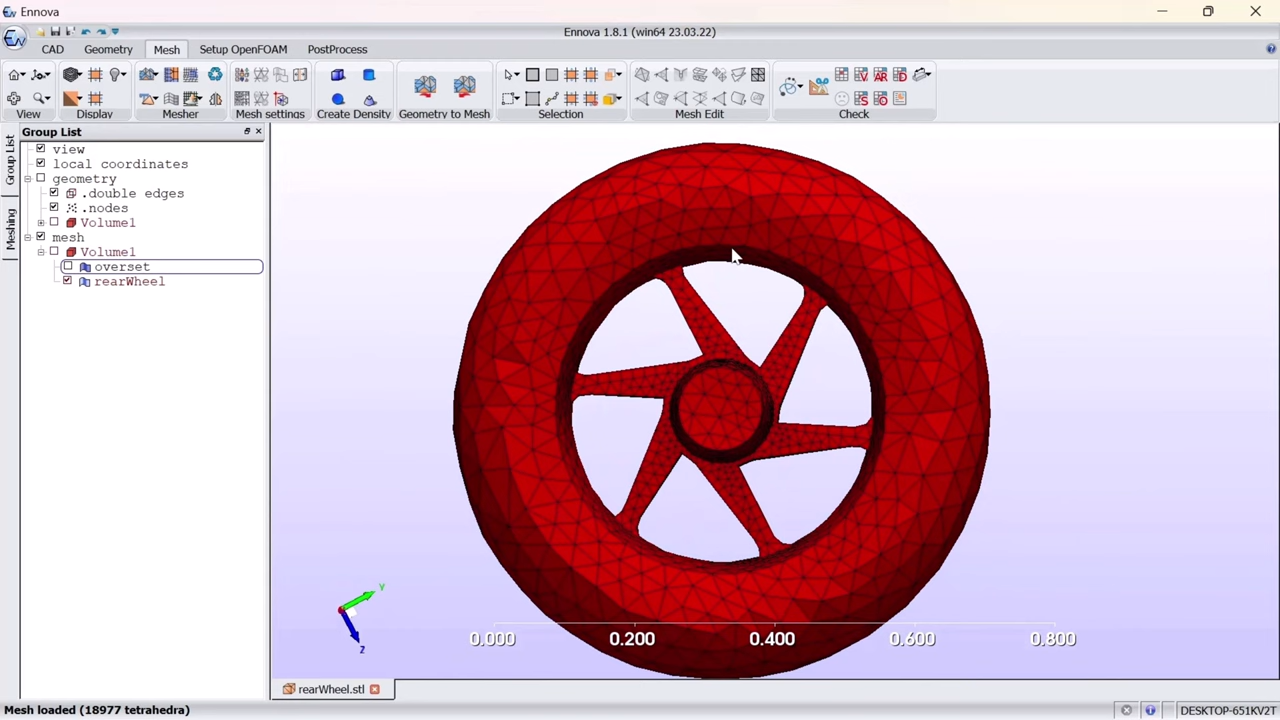 Ennova
Ennova 1.8.1 (win64 23.03.22)
CAD Geometry Mesh Setup OpenFOAM PostProcess
View Display Mesher Mesh settings Create Density Geometry to Mesh Selection Mesh Edit Check
Group List
Group List
Meshing
view
local coordinates
geometry
.double edges
.nodes
Volume1
mesh
Volume1
overset
rearWheel
Y
Z
0.000 0.200 0.400 0.600 0.800
rearWheel.stl
Mesh loaded (18977 tetrahedra)
DESKTOP-651KV2T